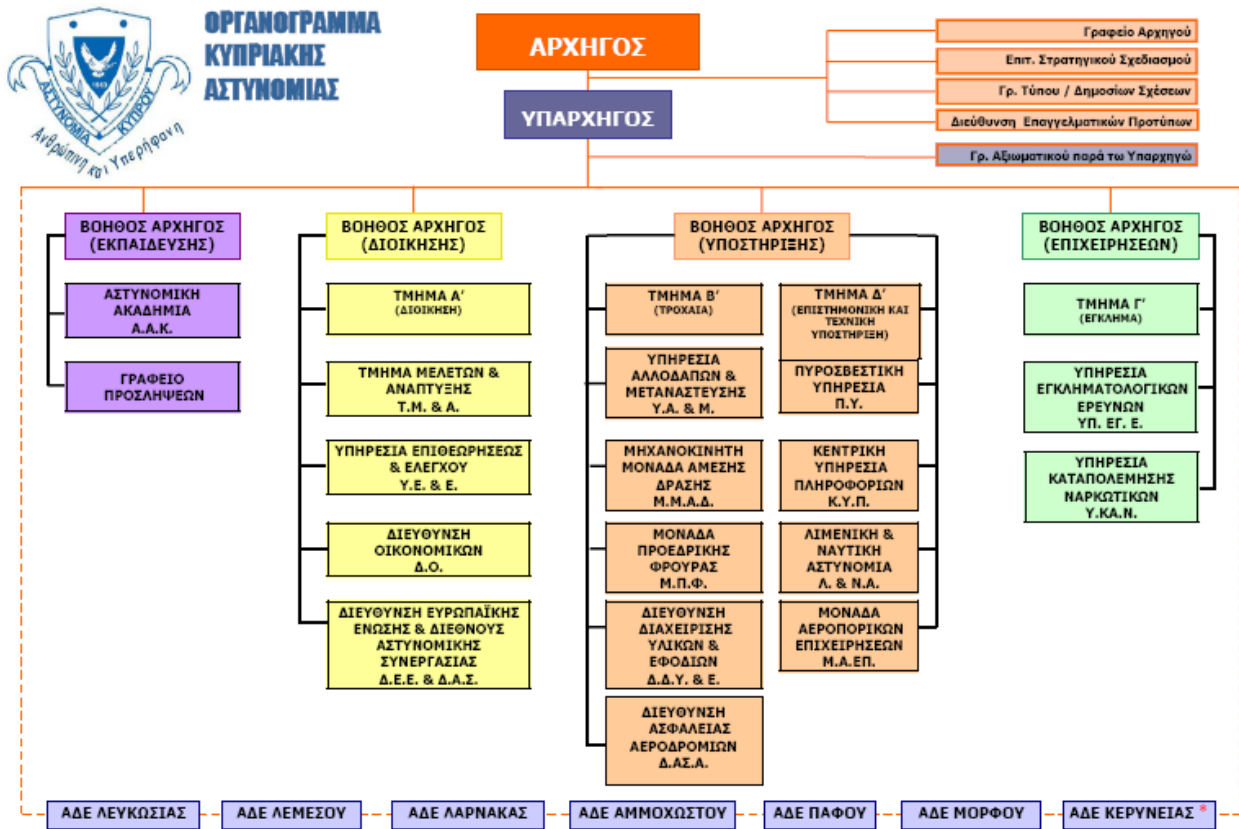 ΟΡΓΑΝΟΓΡΑΜΜΑ
ΚΥΠΡΙΑΚΗΣ
ΑΣΤΥΝΟΜΙΑΣ
ΑΣΤΥΝΟΜΙΑ ΚΥΠΡΟΥ
Ανθρώπινη και Υπερήφανη
ΑΡΧΗΓΟΣ
ΥΠΑΡΧΗΓΟΣ
Γραφείο Αρχηγού
Επιτ. Στρατηγικού Σχεδιασμού
Γρ. Τύπου / Δημοσίων Σχέσεων
Διεύθυνση Επαγγελματικών Προτύπων
Γρ. Αξιωματικού παρά τω Υπαρχηγώ
ΒΟΗΘΟΣ ΑΡΧΗΓΟΣ
(ΕΚΠΑΙΔΕΥΣΗΣ)
ΑΣΤΥΝΟΜΙΚΗ
ΑΚΑΔΗΜΙΑ
Α.Α.Κ.
ΓΡΑΦΕΙΟ
ΠΡΟΣΛΗΨΕΩΝ
ΒΟΗΘΟΣ ΑΡΧΗΓΟΣ
(ΔΙΟΙΚΗΣΗΣ)
ΤΜΗΜΑ Α′
(ΔΙΟΙΚΗΣΗ)
ΤΜΗΜΑ ΜΕΛΕΤΩΝ &
ΑΝΑΠΤΥΞΗΣ
Τ.Μ. & Α.
ΥΠΗΡΕΣΙΑ ΕΠΙΘΕΩΡΗΣΕΩΣ
& ΕΛΕΓΧΟΥ
Υ.Ε. & Ε.
ΔΙΕΥΘΥΝΣΗ
ΟΙΚΟΝΟΜΙΚΩΝ
Δ.Ο.
ΔΙΕΥΘΥΝΣΗ ΕΥΡΩΠΑΪΚΗΣ
ΕΝΩΣΗΣ & ΔΙΕΘΝΟΥΣ
ΑΣΤΥΝΟΜΙΚΗΣ
ΣΥΝΕΡΓΑΣΙΑΣ
Δ.Ε.Ε. & Δ.Α.Σ.
ΒΟΗΘΟΣ ΑΡΧΗΓΟΣ
(ΥΠΟΣΤΗΡΙΞΗΣ)
ΤΜΗΜΑ Β′
(ΤΡΟΧΑΙΑ)
ΥΠΗΡΕΣΙΑ
ΑΛΛΟΔΑΠΩΝ &
ΜΕΤΑΝΑΣΤΕΥΣΗΣ
Υ.Α. & Μ.
ΜΗΧΑΝΟΚΙΝΗΤΗ
ΜΟΝΑΔΑ ΑΜΕΣΗΣ
ΔΡΑΣΗΣ
Μ.Μ.Α.Δ.
ΜΟΝΑΔΑ
ΠΡΟΕΔΡΙΚΗΣ
ΦΡΟΥΡΑΣ
Μ.Π.Φ.
ΔΙΕΥΘΥΝΣΗ
ΔΙΑΧΕΙΡΙΣΗΣ
ΥΛΙΚΩΝ &
ΕΦΟΔΙΩΝ
Δ.Δ.Υ. & Ε.
ΔΙΕΥΘΥΝΣΗ
ΑΣΦΑΛΕΙΑΣ
ΑΕΡΟΔΡΟΜΙΩΝ
Δ.ΑΣ.Α.
ΤΜΗΜΑ Δ′
(ΕΠΙΣΤΗΜΟΝΙΚΗ ΚΑΙ
ΤΕΧΝΙΚΗ
ΥΠΟΣΤΗΡΙΞΗ)
ΠΥΡΟΣΒΕΣΤΙΚΗ
ΥΠΗΡΕΣΙΑ
Π.Υ.
ΚΕΝΤΡΙΚΗ
ΥΠΗΡΕΣΙΑ
ΠΛΗΡΟΦΟΡΙΩΝ
Κ.Υ.Π.
ΛΙΜΕΝΙΚΗ &
ΝΑΥΤΙΚΗ
ΑΣΤΥΝΟΜΙΑ
Λ. & Ν.Α.
ΜΟΝΑΔΑ
ΑΕΡΟΠΟΡΙΚΩΝ
ΕΠΙΧΕΙΡΗΣΕΩΝ
Μ.Α.ΕΠ.
ΒΟΗΘΟΣ ΑΡΧΗΓΟΣ
(ΕΠΙΧΕΙΡΗΣΕΩΝ)
ΤΜΗΜΑ Γ′
(ΕΓΚΛΗΜΑ)
ΥΠΗΡΕΣΙΑ
ΕΓΚΛΗΜΑΤΟΛΟΓΙΚΩΝ
ΕΡΕΥΝΩΝ
ΥΠ. ΕΓ. Ε.
ΥΠΗΡΕΣΙΑ
ΚΑΤΑΠΟΛΕΜΗΣΗΣ
ΝΑΡΚΩΤΙΚΩΝ
Υ.ΚΑ.Ν.
ΑΔΕ ΛΕΥΚΩΣΙΑΣ
ΑΔΕ ΛΕΜΕΣΟΥ
ΑΔΕ ΛΑΡΝΑΚΑΣ
ΑΔΕ ΑΜΜΟΧΩΣΤΟΥ
ΑΔΕ ΠΑΦΟΥ
ΑΔΕ ΜΟΡΦΟΥ
ΑΔΕ ΚΕΡΥΝΕΙΑΣ *